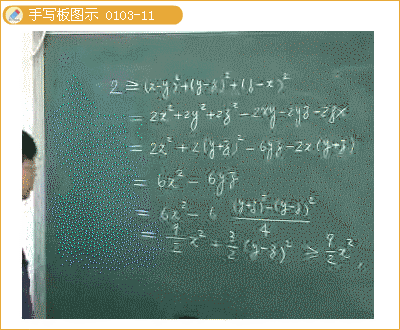 手写板图示 0103-11
2 ≥ (x-y)²+(y-z)²+(z-x)²
= 2x²+2y²+2z²-2xy-2yz-2zx
= 2x²+2(y+z)²-6yz-2x(y+z)
= 6x²-6yz
= 6x²-6 (y+z)²-(y-z)²/4
= 9/2 x²+3/2 (y-z)² ≥ 9/2 x²,